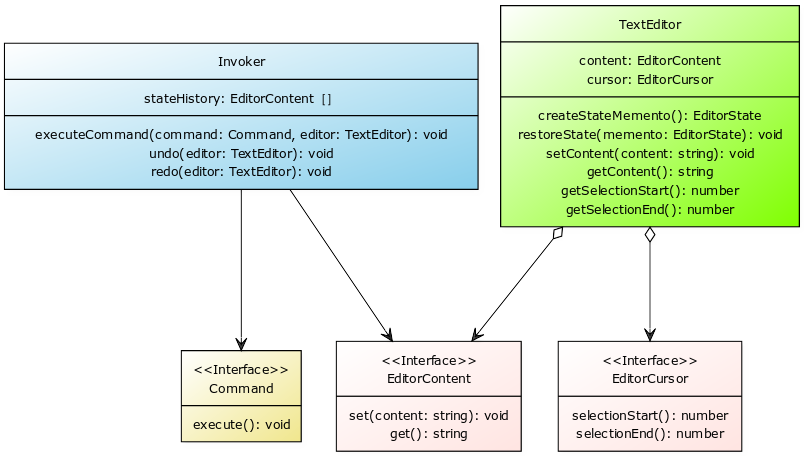 Invoker
stateHistory: EditorContent []
executeCommand(command: Command, editor: TextEditor): void
undo(editor: TextEditor): void
redo(editor: TextEditor): void
TextEditor
content: EditorContent
cursor: EditorCursor
createStateMemento(): EditorState
restoreState(memento: EditorState): void
setContent(content: string): void
getContent(): string
getSelectionStart(): number
getSelectionEnd(): number
<<Interface>>
Command
execute(): void
<<Interface>>
EditorContent
set(content: string): void
get(): string
<<Interface>>
EditorCursor
selectionStart(): number
selectionEnd(): number